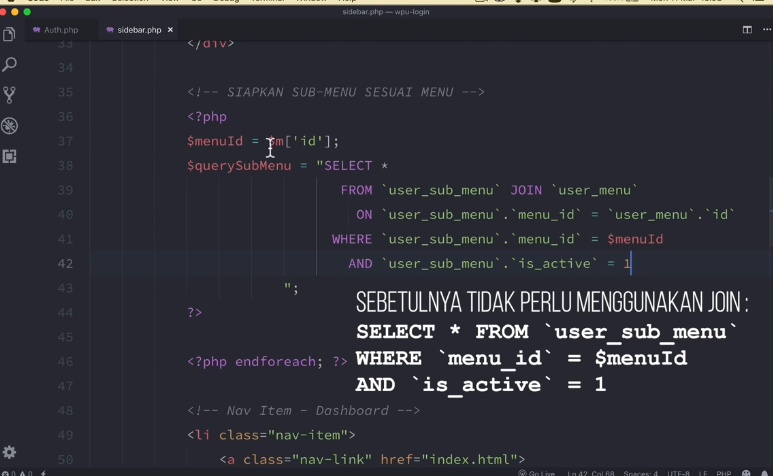 sidebar.php — wpu-login
Auth.php sidebar.php ×
33 </div>
34
35 <!-- SIAPKAN SUB-MENU SESUAI MENU -->
36 <?php
37 $menuId = $m['id'];
38 $querySubMenu = "SELECT *
39 FROM `user_sub_menu` JOIN `user_menu`
40 ON `user_sub_menu`.`menu_id` = `user_menu`.`id`
41 WHERE `user_sub_menu`.`menu_id` = $menuId
42 AND `user_sub_menu`.`is_active` = 1
43 ";
44 ?>
45
46 <?php endforeach; ?>
47
48 <!-- Nav Item - Dashboard -->
49 <li class="nav-item">
50 <a class="nav-link" href="index.html">
SEBETULNYA TIDAK PERLU MENGGUNAKAN JOIN :
SELECT * FROM `user_sub_menu`
WHERE `menu_id` = $menuId
AND `is_active` = 1
0 0 Go Live Ln 42, Col 68 Spaces: 4 UTF-8 LF PHP